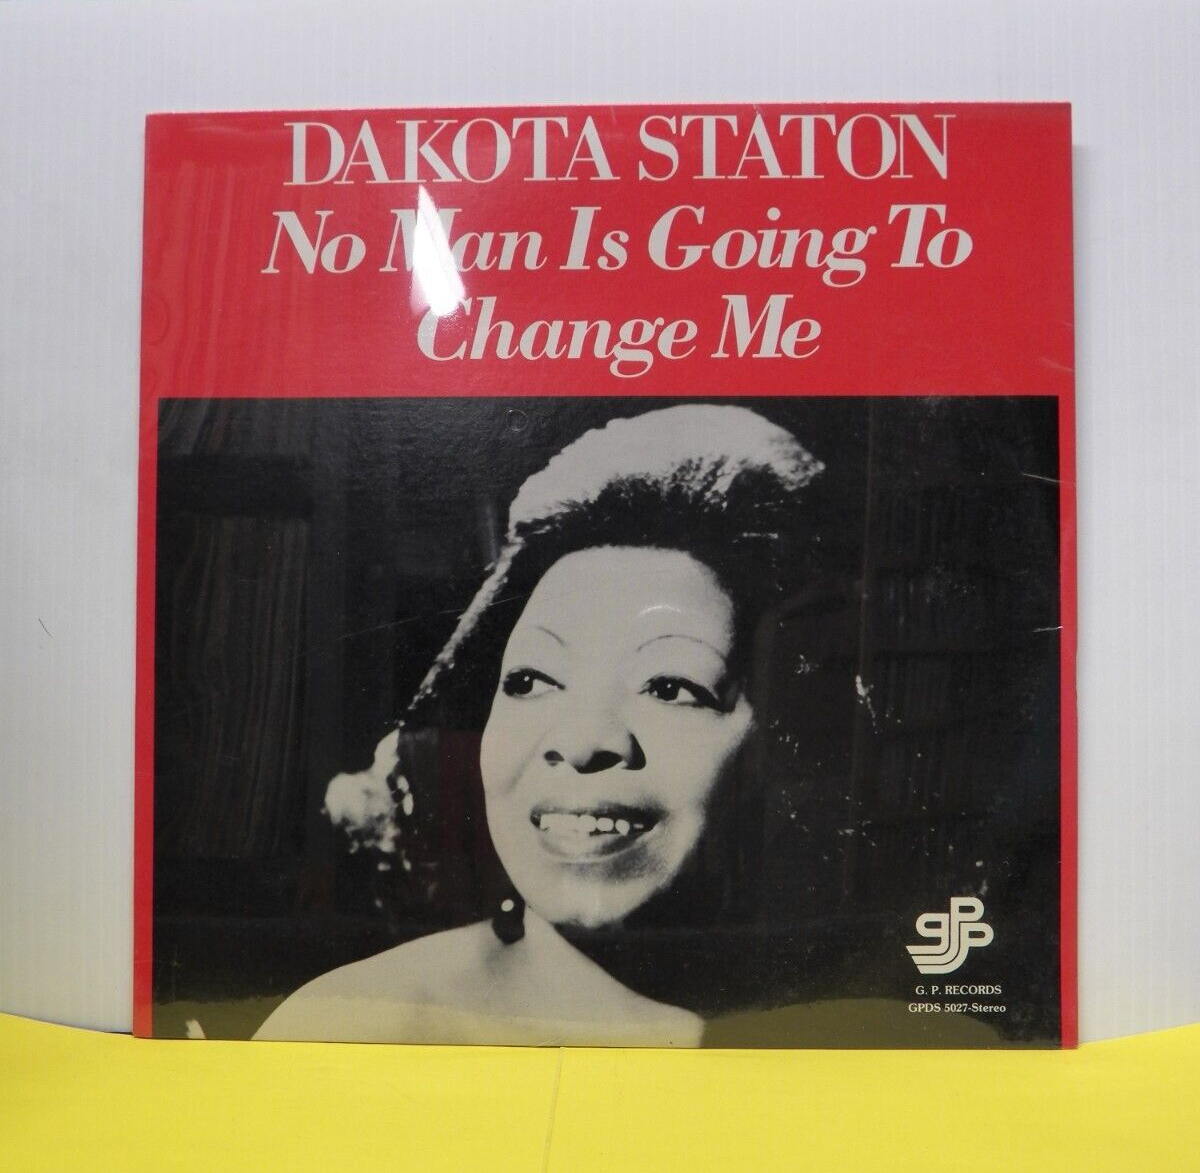 DAKOTA STATON
No Man Is Going To
Change Me
gpp
G. P. RECORDS
GPDS 5027-Stereo